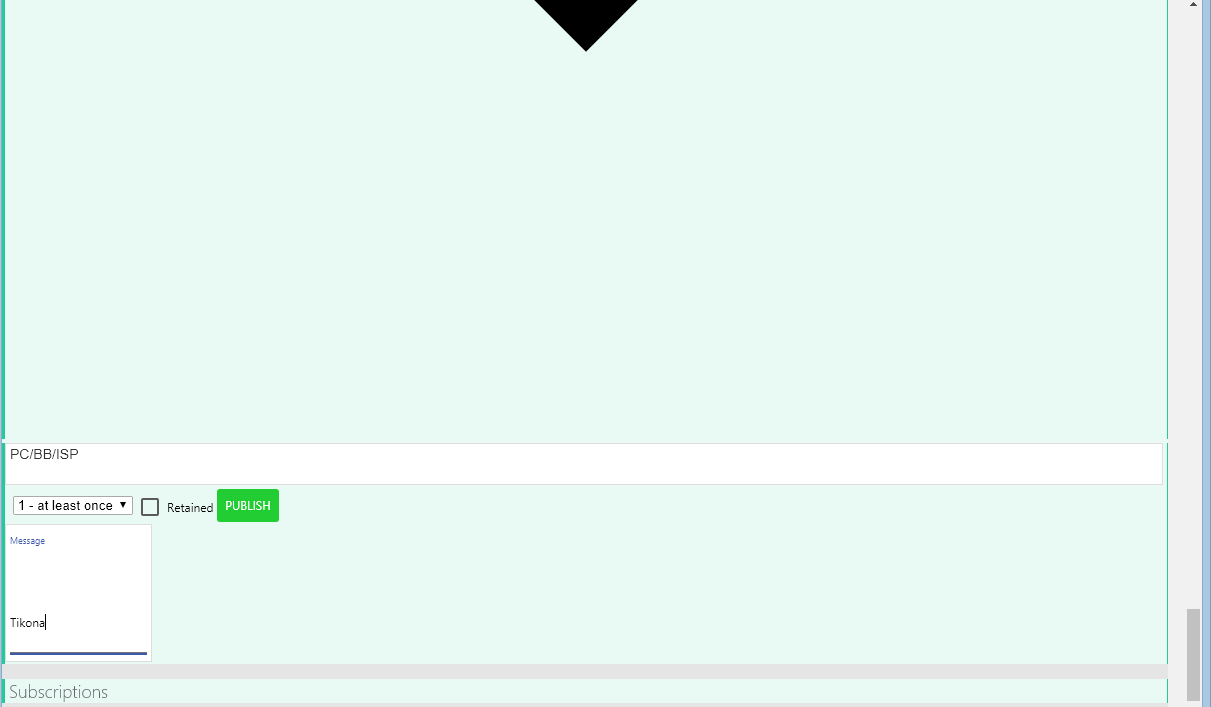 PC/BB/ISP
1 - at least once
Retained
PUBLISH
Message
Tikona
Subscriptions